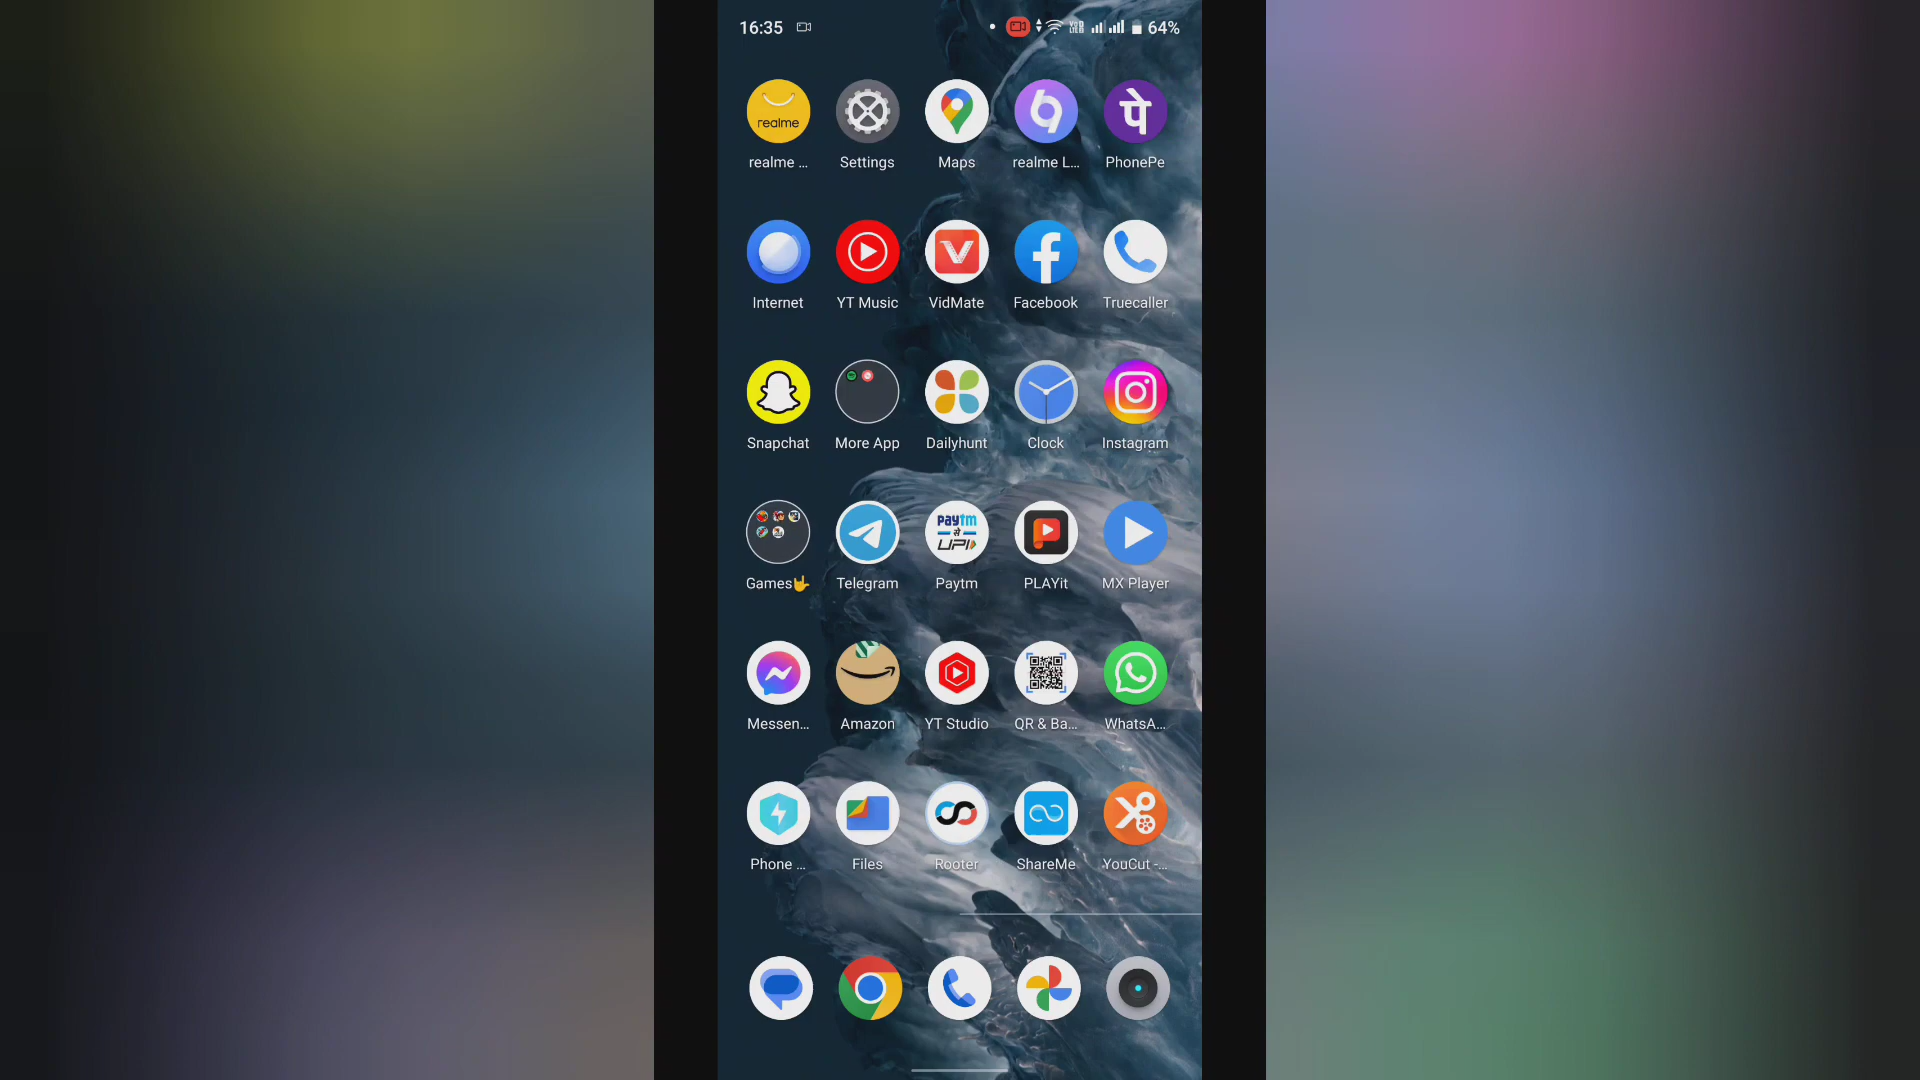 16:35 64%
realme
realme ... Settings Maps realme L... PhonePe
Internet YT Music VidMate Facebook Truecaller
Snapchat More App Dailyhunt Clock Instagram
paytm
से
UPI
Games🤟 Telegram Paytm PLAYit MX Player
Messen... Amazon YT Studio QR & Ba... WhatsA...
Phone ... Files Rooter ShareMe YouCut -...